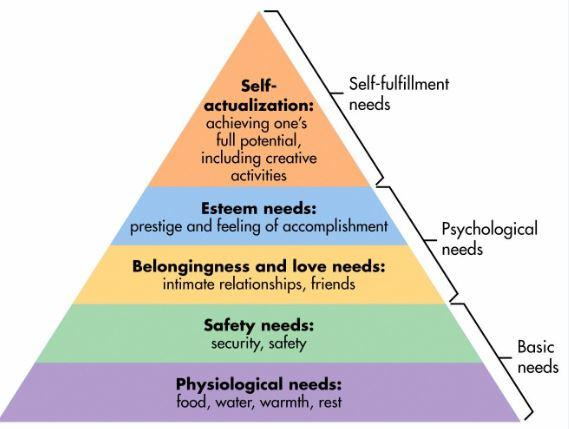 Self-
actualization:
achieving one's
full potential,
including creative
activities
Self-fulfillment
needs
Esteem needs:
prestige and feeling of accomplishment
Psychological
needs
Belongingness and love needs:
intimate relationships, friends
Safety needs:
security, safety
Basic
needs
Physiological needs:
food, water, warmth, rest